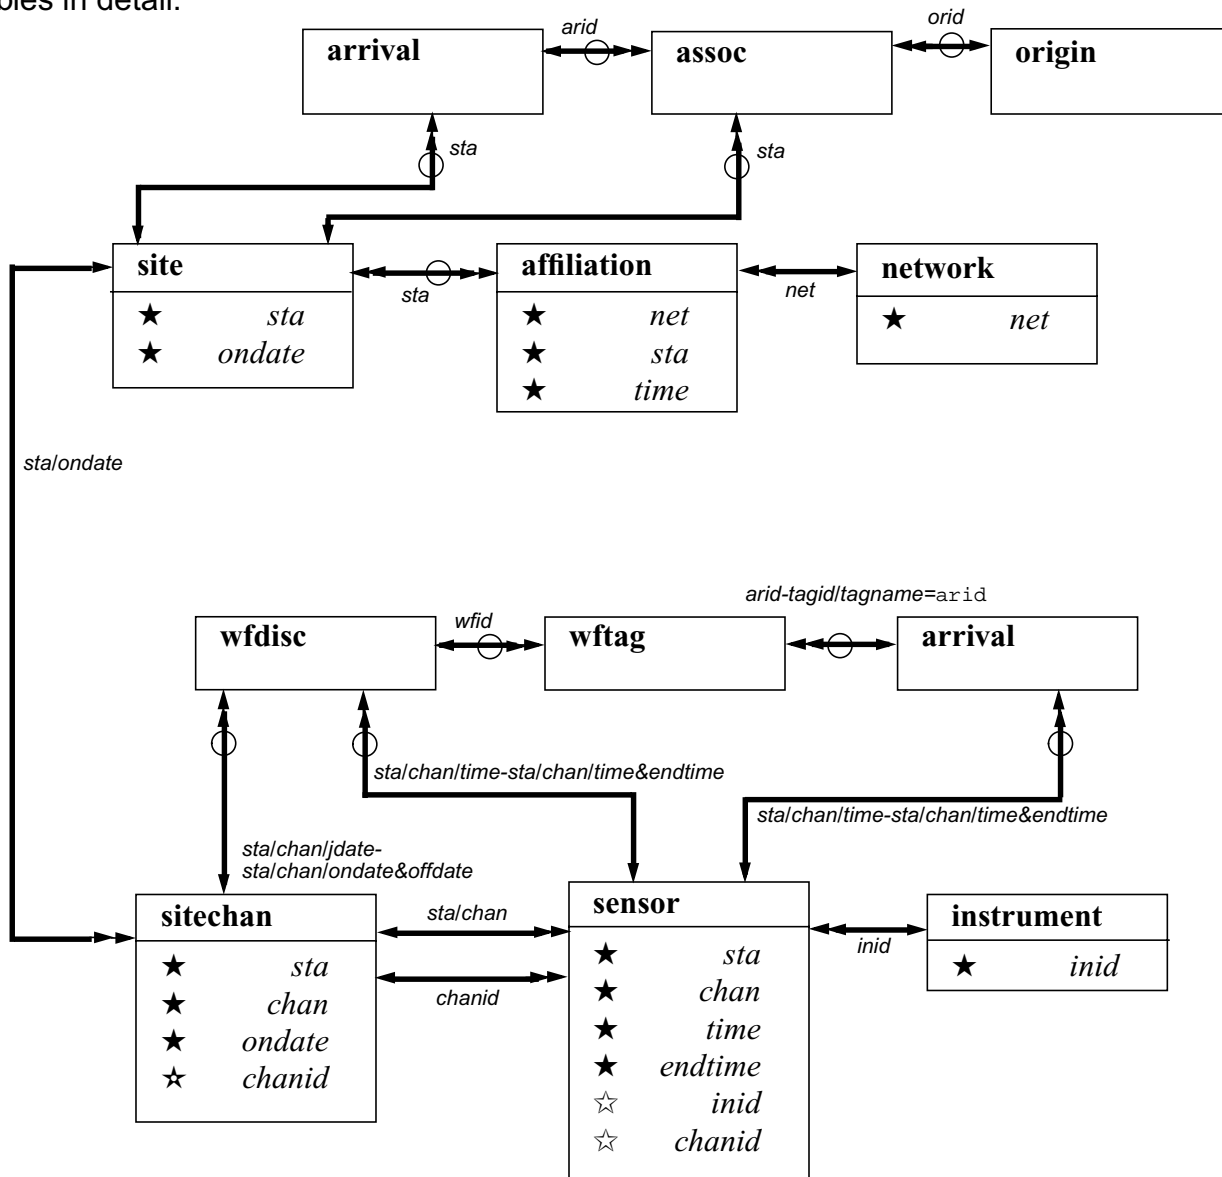 bles in detail.
arid
orid
arrival
assoc
origin
sta
sta
site
affiliation
network
sta
net
★ sta
★ ondate
★ net
★ sta
★ time
★ net
sta/ondate
arid-tagid/tagname=arid
wfdisc
wfid
wftag
arrival
sta/chan/time-sta/chan/time&endtime
sta/chan/time-sta/chan/time&endtime
sta/chan/jdate-
sta/chan/ondate&offdate
sitechan
sta/chan
sensor
inid
instrument
chanid
★ sta
★ chan
★ ondate
☆ chanid
★ sta
★ chan
★ time
★ endtime
☆ inid
☆ chanid
★ inid